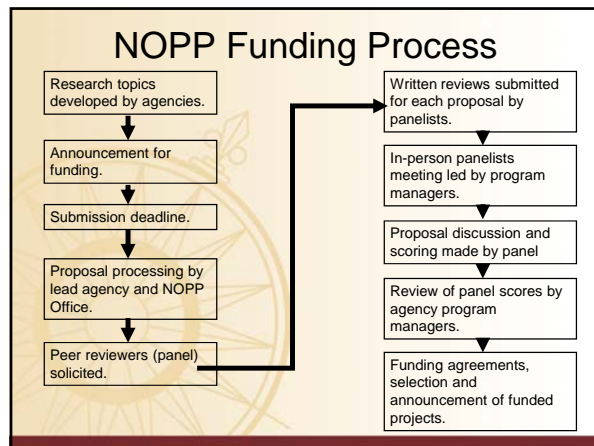 NOPP Funding Process
Research topics
developed by agencies.
Announcement for
funding.
Submission deadline.
Proposal processing by
lead agency and NOPP
Office.
Peer reviewers (panel)
solicited.
Written reviews submitted
for each proposal by
panelists.
In-person panelists
meeting led by program
managers.
Proposal discussion and
scoring made by panel
Review of panel scores by
agency program
managers.
Funding agreements,
selection and
announcement of funded
projects.